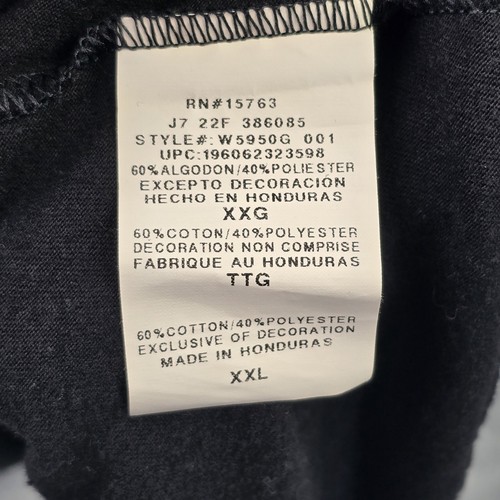 RN#15763
J7 22F 386085
STYLE#: W5950G 001
UPC:196062323598
60%ALGODON/40%POLIESTER
EXCEPTO DECORACIÓN
HECHO EN HONDURAS
XXG
60%COTON/40%POLYESTER
DECORATION NON COMPRISE
FABRIQUE AU HONDURAS
TTG
60%COTTON/40%POLYESTER
EXCLUSIVE OF DECORATION
MADE IN HONDURAS
XXL